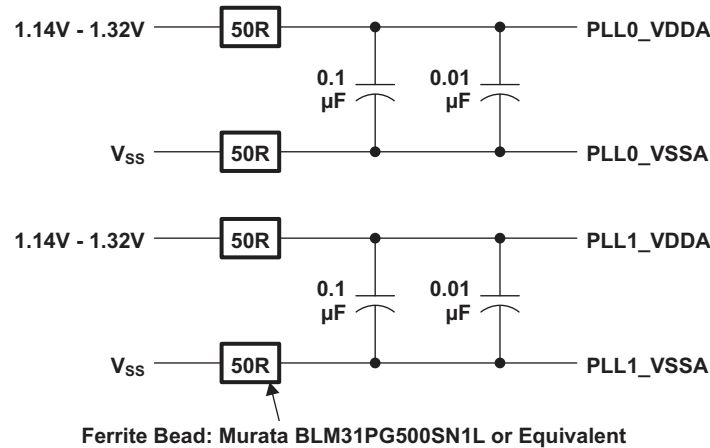 1.14V - 1.32V 50R PLL0_VDDA
0.1 µF 0.01 µF
VSS 50R PLL0_VSSA
1.14V - 1.32V 50R PLL1_VDDA
0.1 µF 0.01 µF
VSS 50R PLL1_VSSA
Ferrite Bead: Murata BLM31PG500SN1L or Equivalent